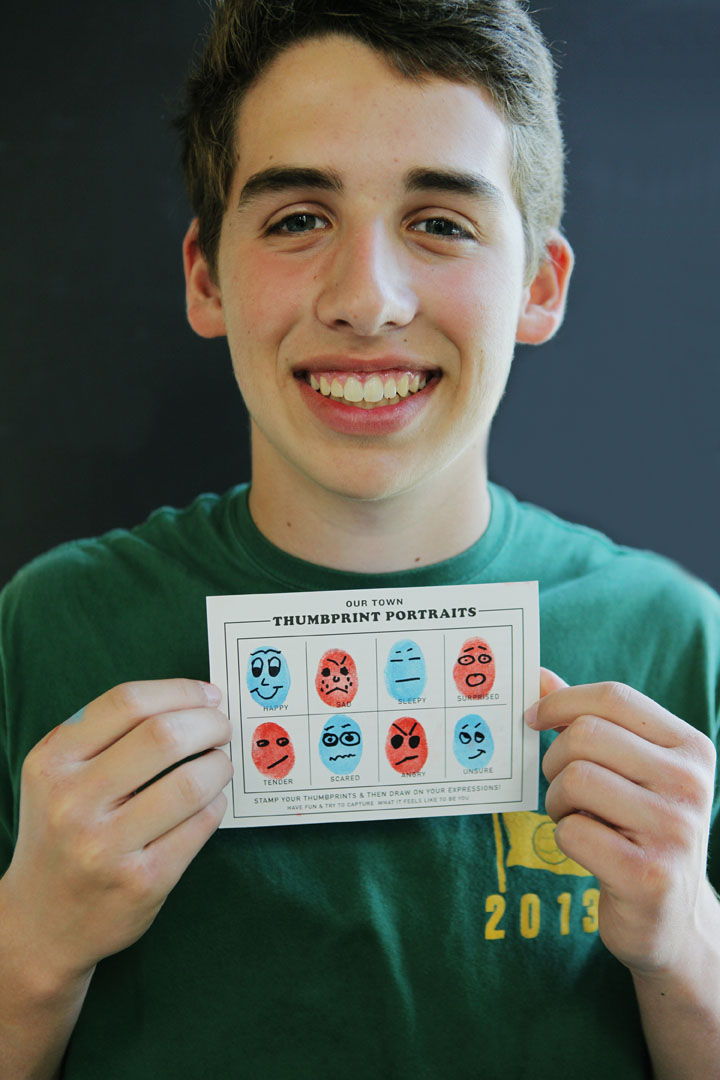 OUR TOWN
THUMBPRINT PORTRAITS
HAPPY SAD SLEEPY SURPRISED
TENDER SCARED ANGRY UNSURE
STAMP YOUR THUMBPRINTS & THEN DRAW ON YOUR EXPRESSIONS!
HAVE FUN & TRY TO CAPTURE WHAT IT FEELS LIKE TO BE YOU
2013